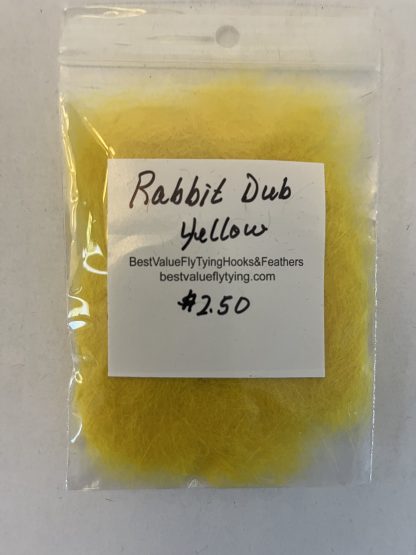 Rabbit Dub
Yellow
BestValueFlyTyingHooks&Feathers
bestvalueflytying.com
$2.50